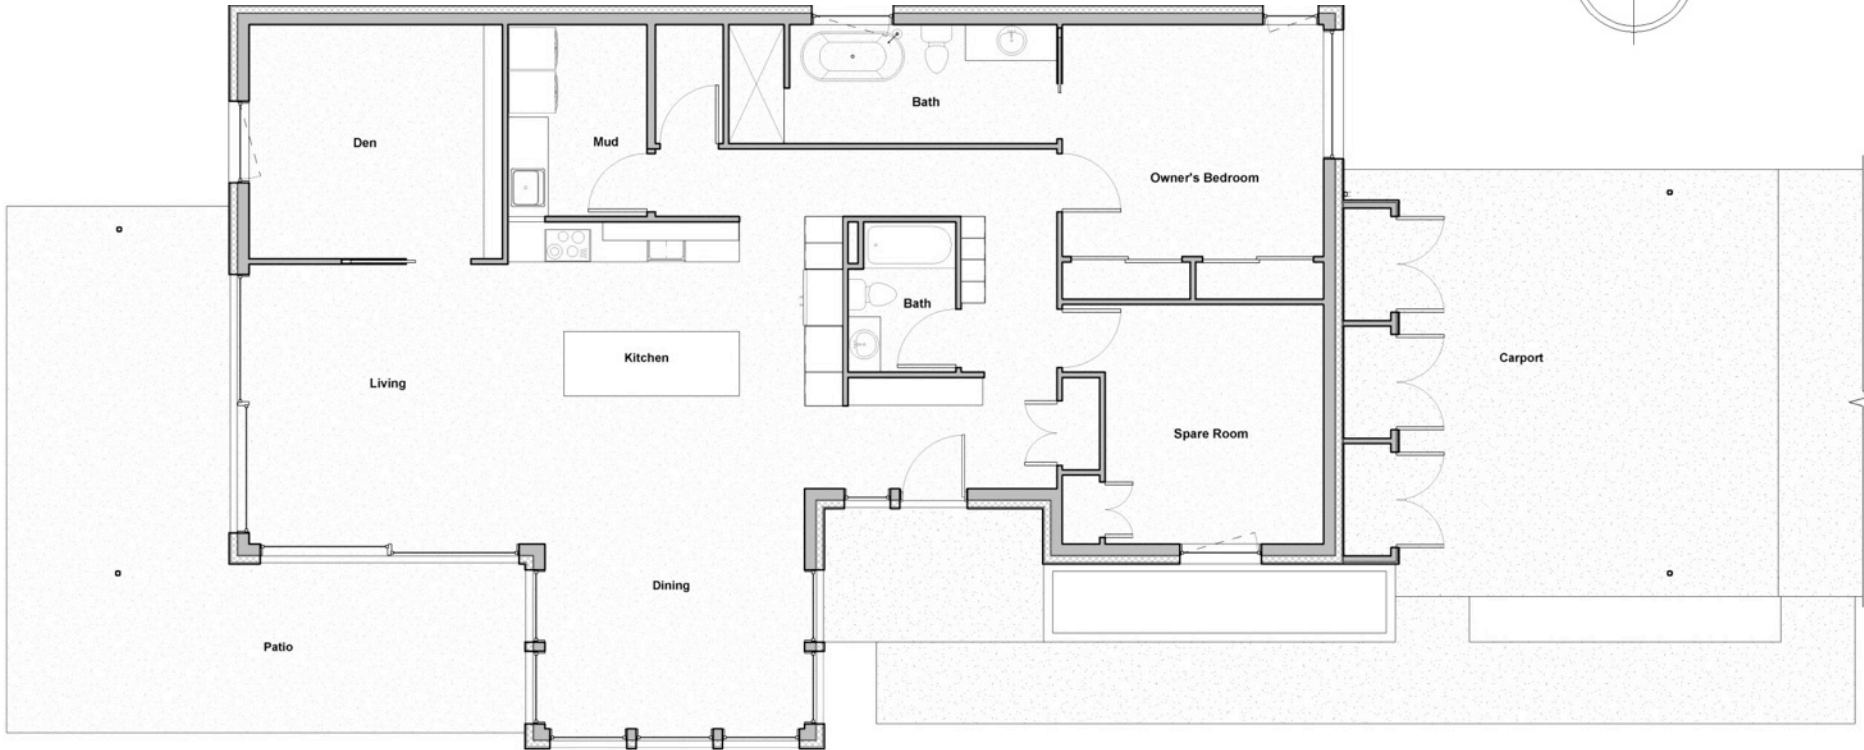 Bath
Den
Mud
Owner's Bedroom
Bath
Kitchen
Carport
Living
Spare Room
Dining
Patio